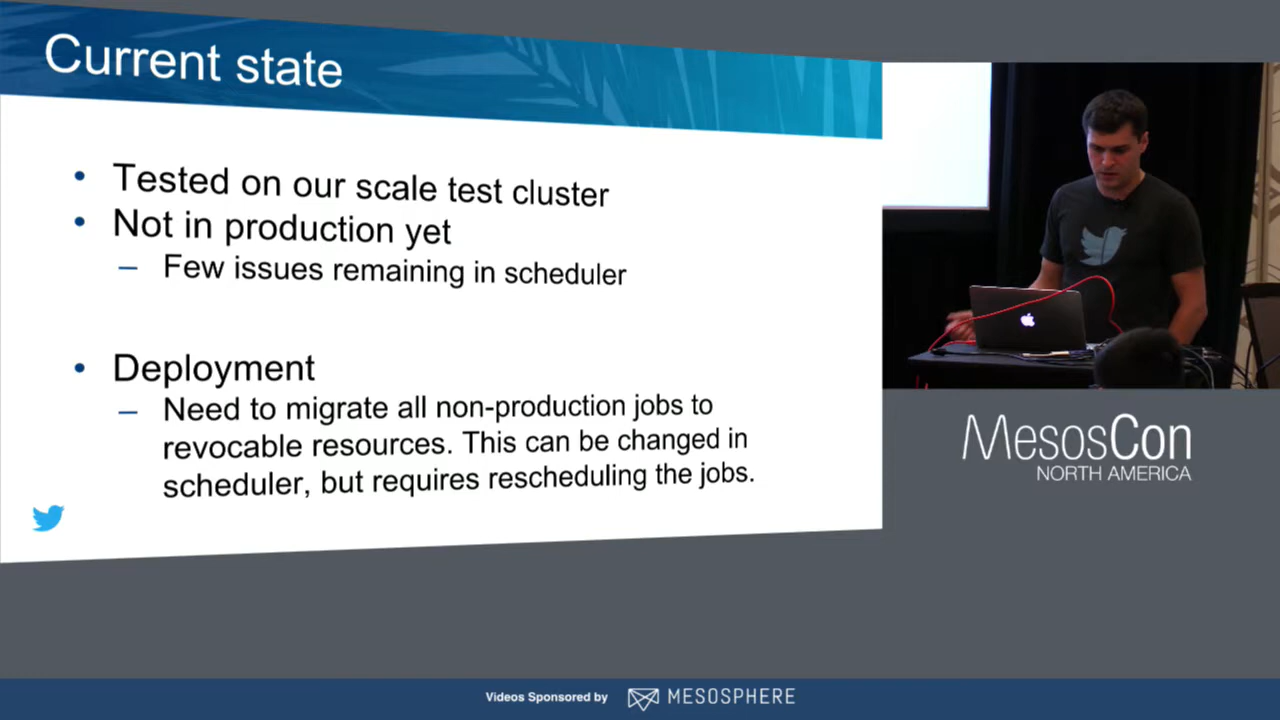 Current state
• Tested on our scale test cluster
• Not in production yet
– Few issues remaining in scheduler
• Deployment
– Need to migrate all non-production jobs to
revocable resources. This can be changed in
scheduler, but requires rescheduling the jobs.
MesosCon
NORTH AMERICA
Videos Sponsored by MESOSPHERE